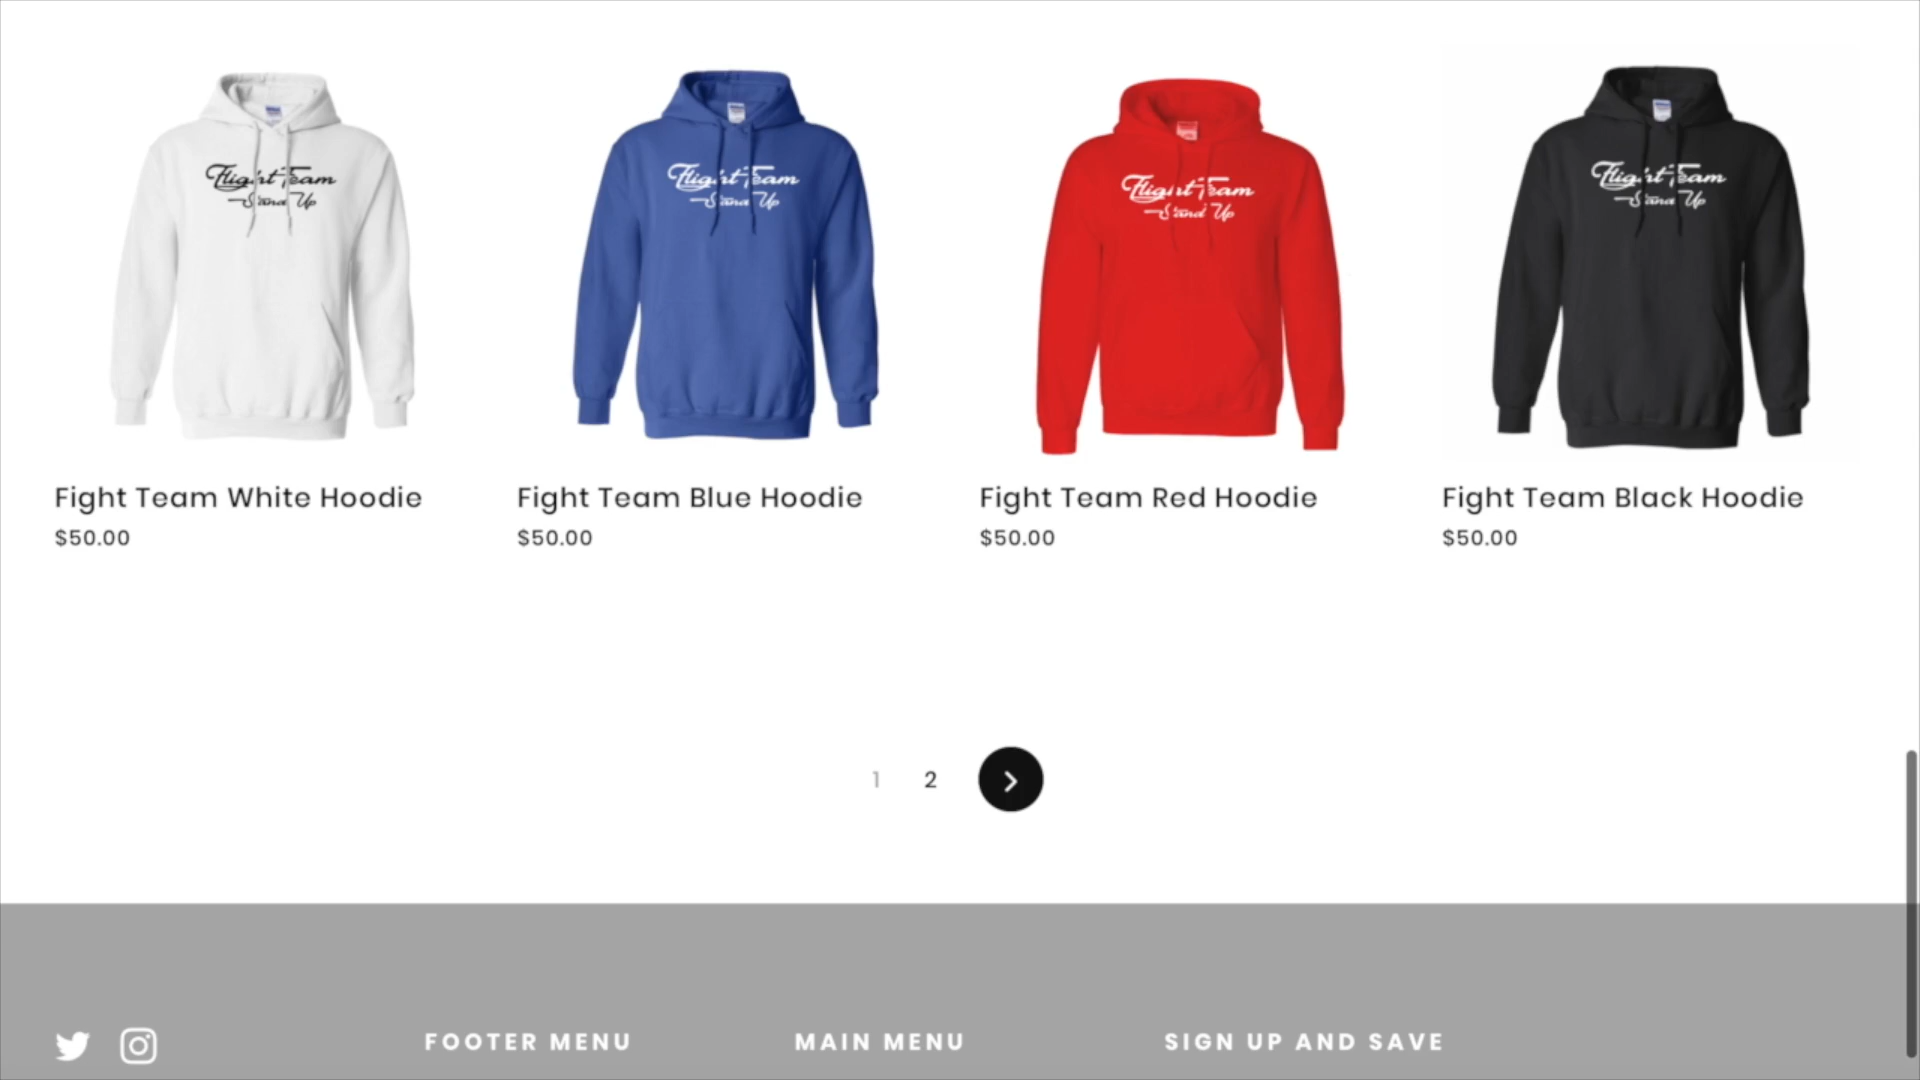 Flight Team
Stand Up
Flight Team
Stand Up
Flight Team
Stand Up
Flight Team
Stand Up
Fight Team White Hoodie
$50.00
Fight Team Blue Hoodie
$50.00
Fight Team Red Hoodie
$50.00
Fight Team Black Hoodie
$50.00
1 2
FOOTER MENU
MAIN MENU
SIGN UP AND SAVE